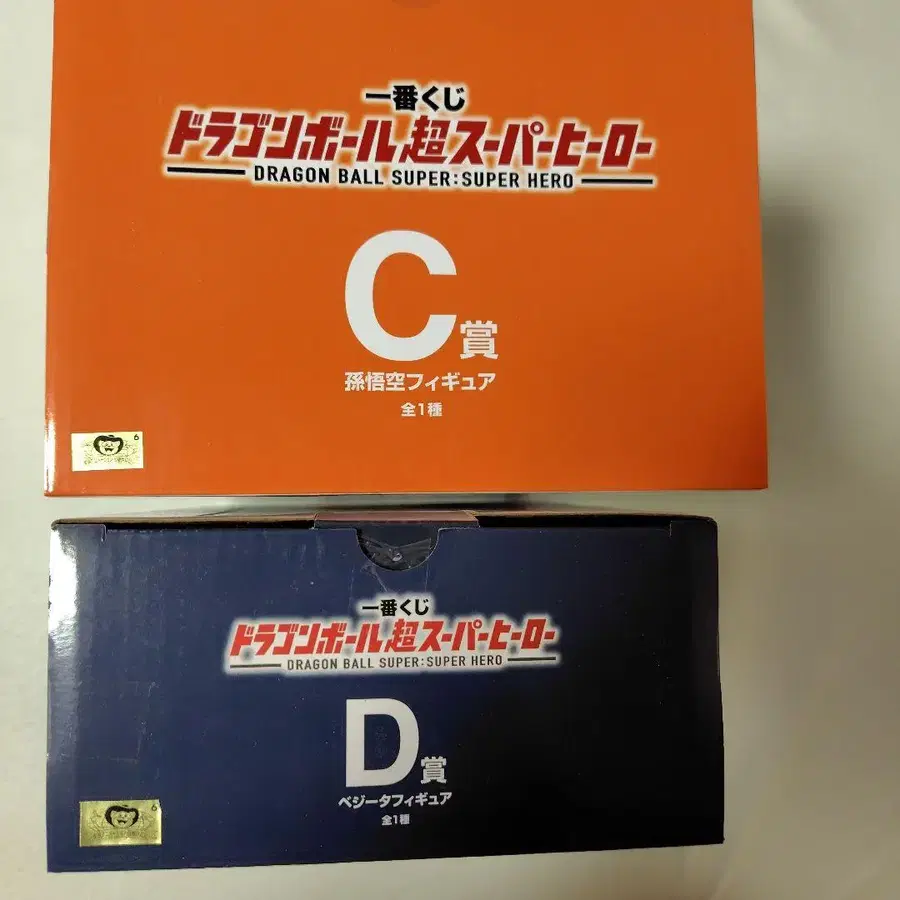 一番くじ
ドラゴンボール超スーパーヒーロー
DRAGON BALL SUPER:SUPER HERO
C賞
孫悟空フィギュア
全1種
6
一番くじ
ドラゴンボール超スーパーヒーロー
DRAGON BALL SUPER:SUPER HERO
D賞
ベジータフィギュア
全1種
6